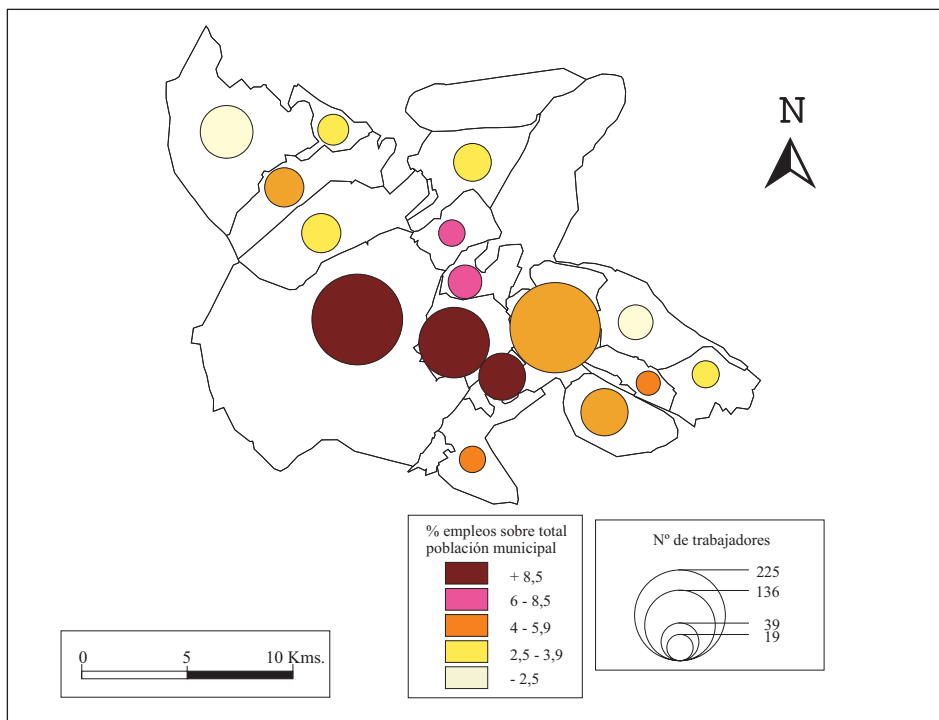 N
% empleos sobre total
población municipal
+ 8,5
6 - 8,5
4 - 5,9
2,5 - 3,9
- 2,5
Nº de trabajadores
225
136
39
19
0 5 10 Kms.